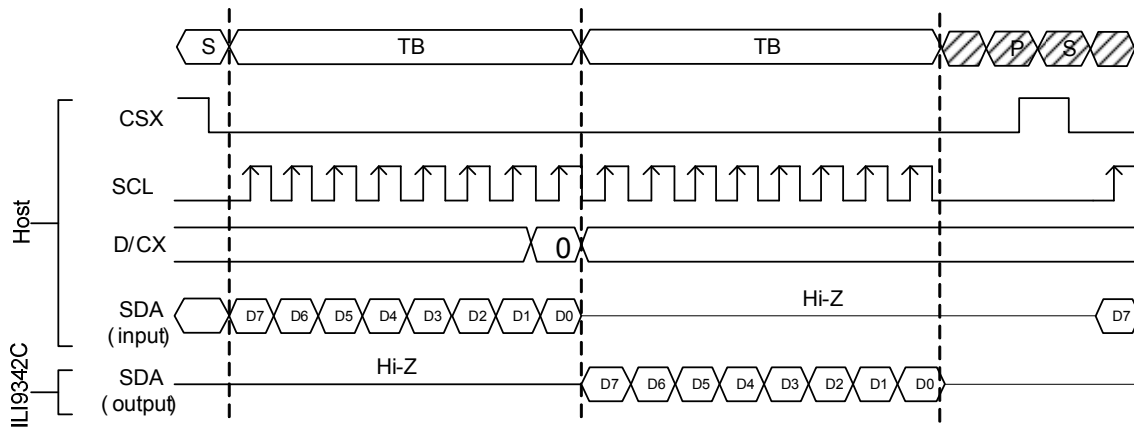 S TB TB P S
CSX
SCL
D/CX 0
SDA (input) D7 D6 D5 D4 D3 D2 D1 D0 Hi-Z D7
Host
SDA (output) Hi-Z D7 D6 D5 D4 D3 D2 D1 D0
ILI9342C